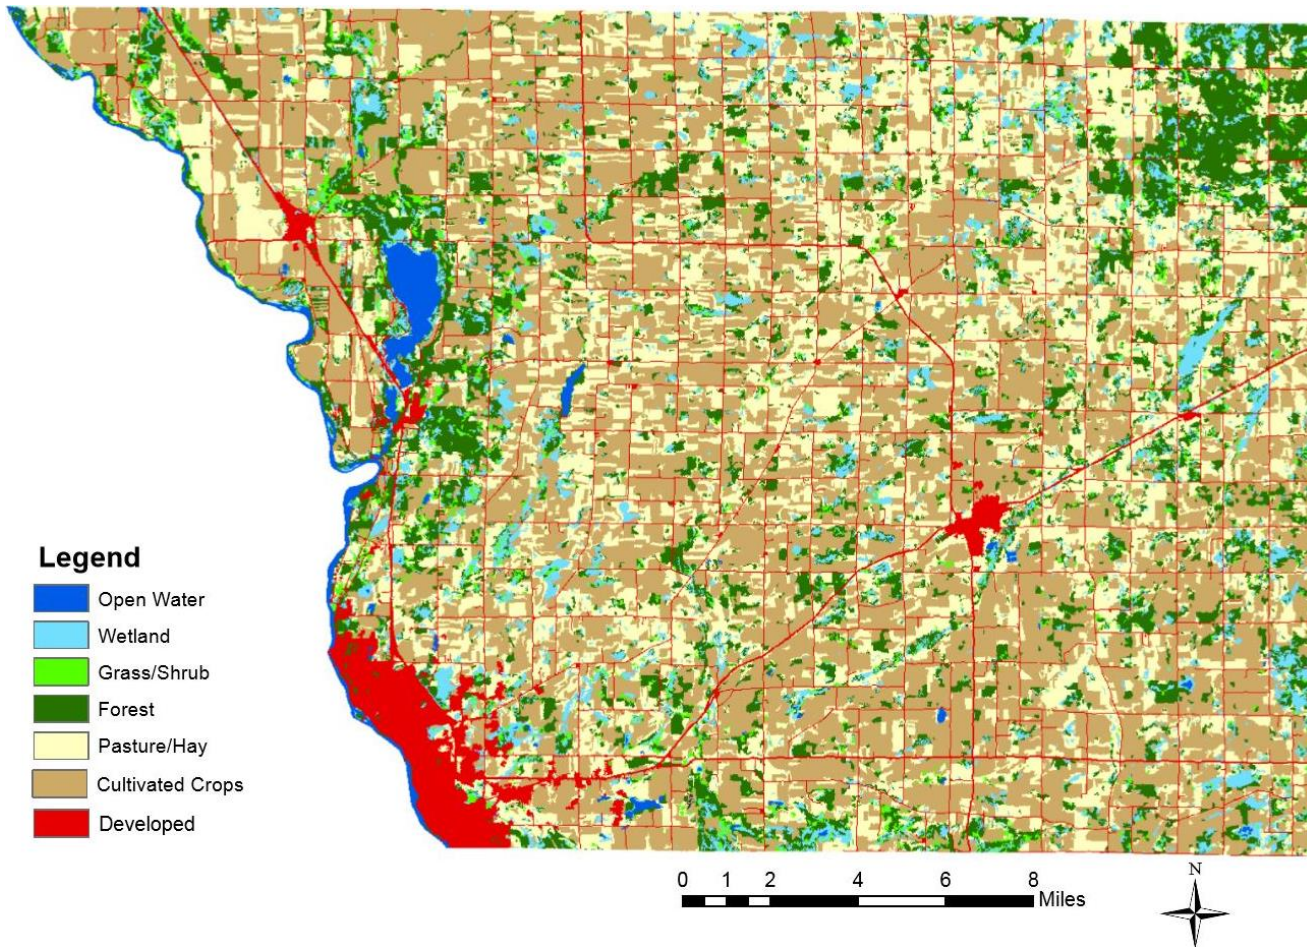 Legend
Open Water
Wetland
Grass/Shrub
Forest
Pasture/Hay
Cultivated Crops
Developed
0 1 2 4 6 8
Miles
N